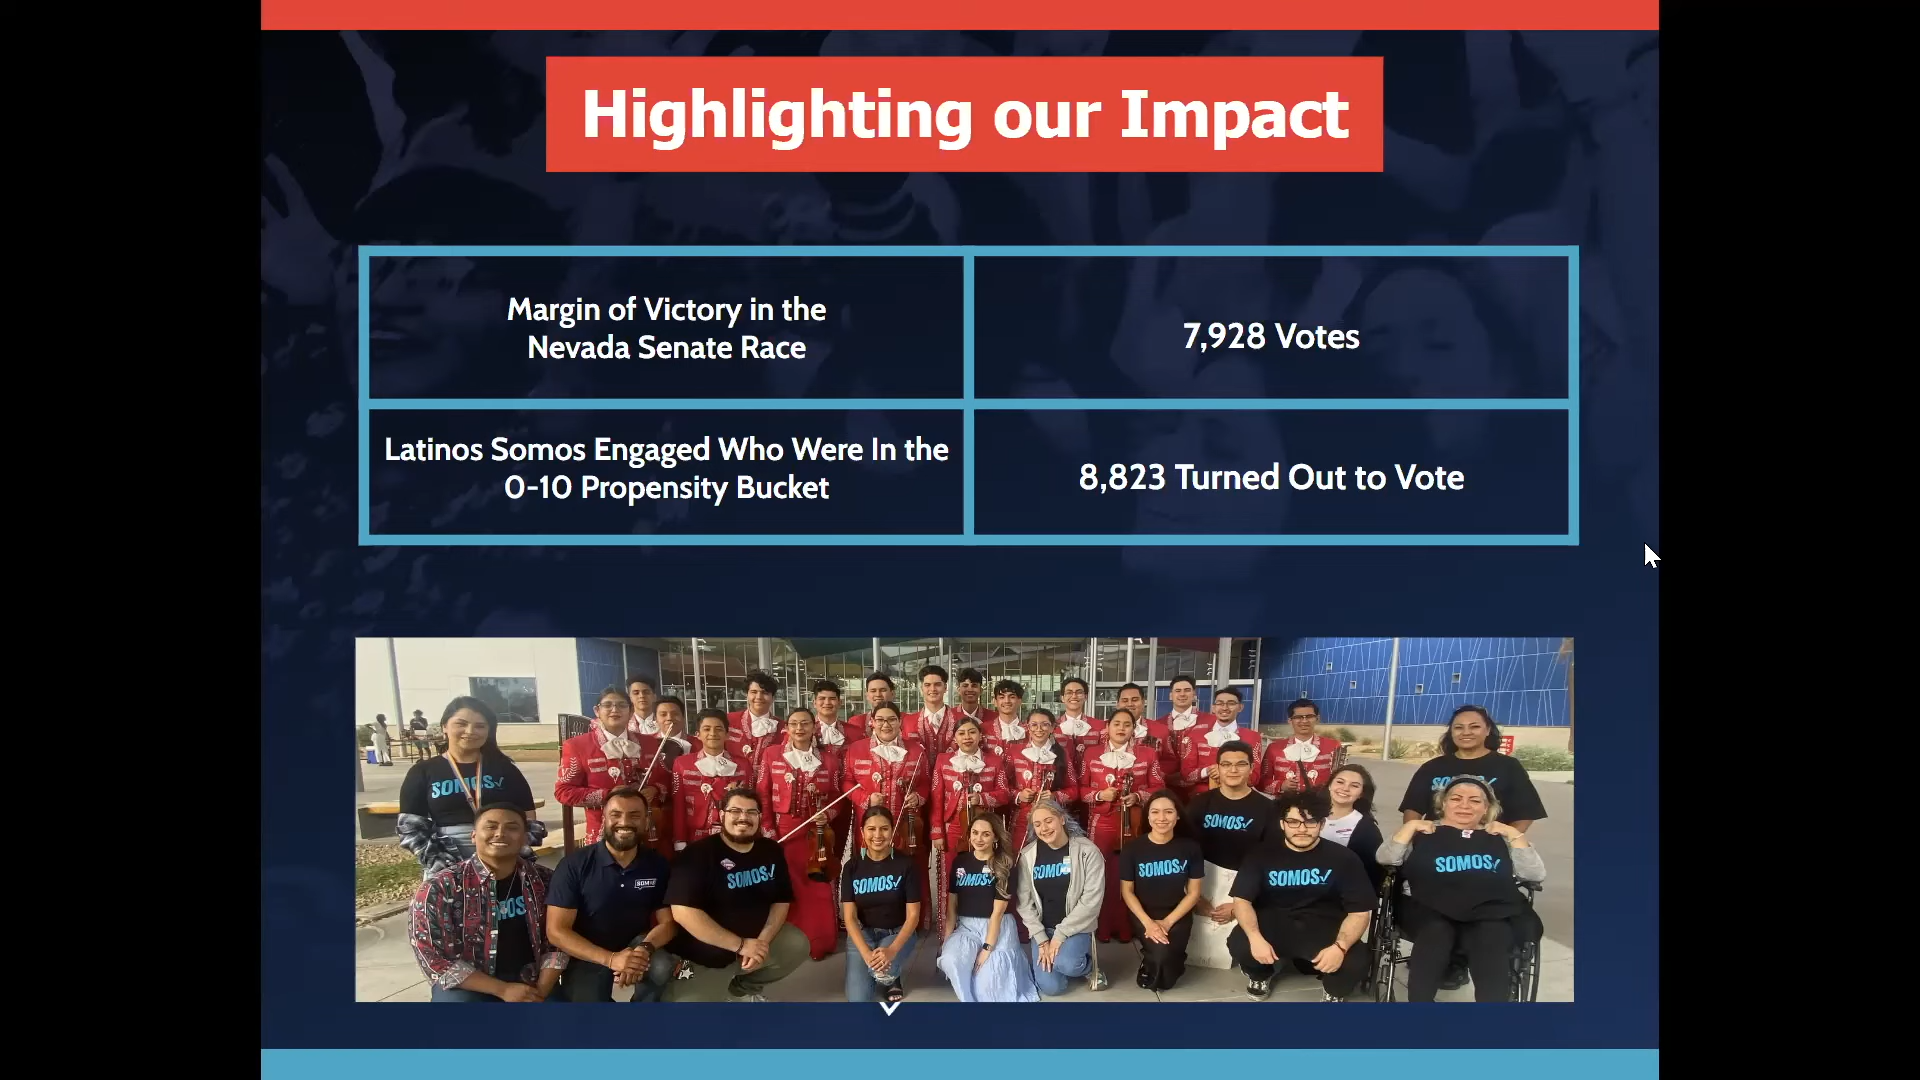 Highlighting our Impact
Margin of Victory in the
Nevada Senate Race
7,928 Votes
Latinos Somos Engaged Who Were In the
0-10 Propensity Bucket
8,823 Turned Out to Vote
SOMOS
SOMOS
SOMOS
SOMOS
SOMOS
SOMOS
SOMOS
SOMOS